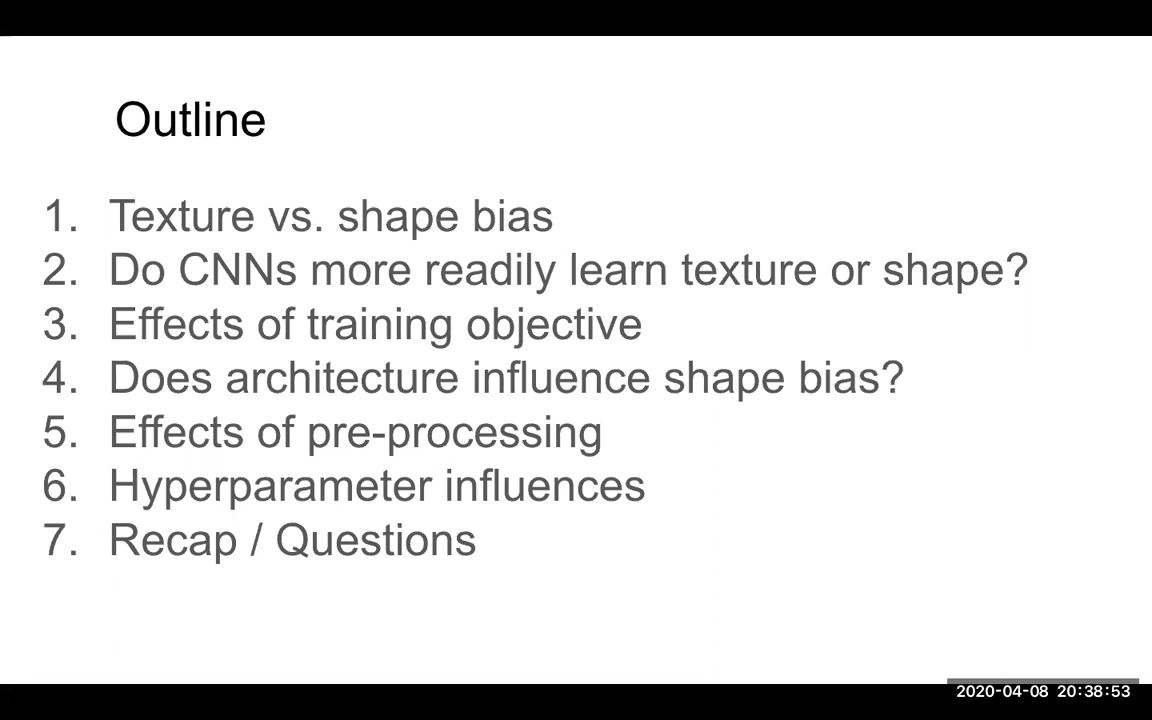 Outline
1. Texture vs. shape bias
2. Do CNNs more readily learn texture or shape?
3. Effects of training objective
4. Does architecture influence shape bias?
5. Effects of pre-processing
6. Hyperparameter influences
7. Recap / Questions
2020-04-08 20:38:53